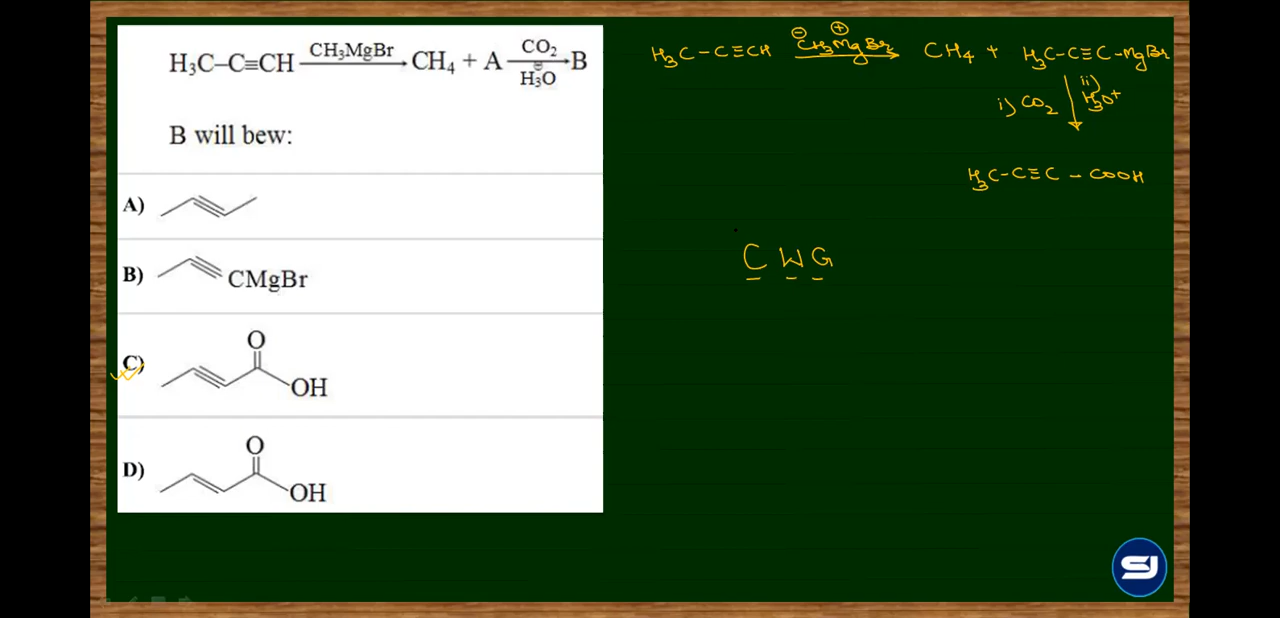 H₃C–C≡CH CH₃MgBr CH₄ + A CO₂ B
H₃O
⊕
B will bew:
A)
B) CMgBr
C) O
OH
D) O
OH
H₃C–C≡CH ⊖ ⊕ CH₃MgBr CH₄ + H₃C–C≡C–MgBr
i) CO₂ ii) H₃O⁺
H₃C–C≡C–COOH
C W G
SJ